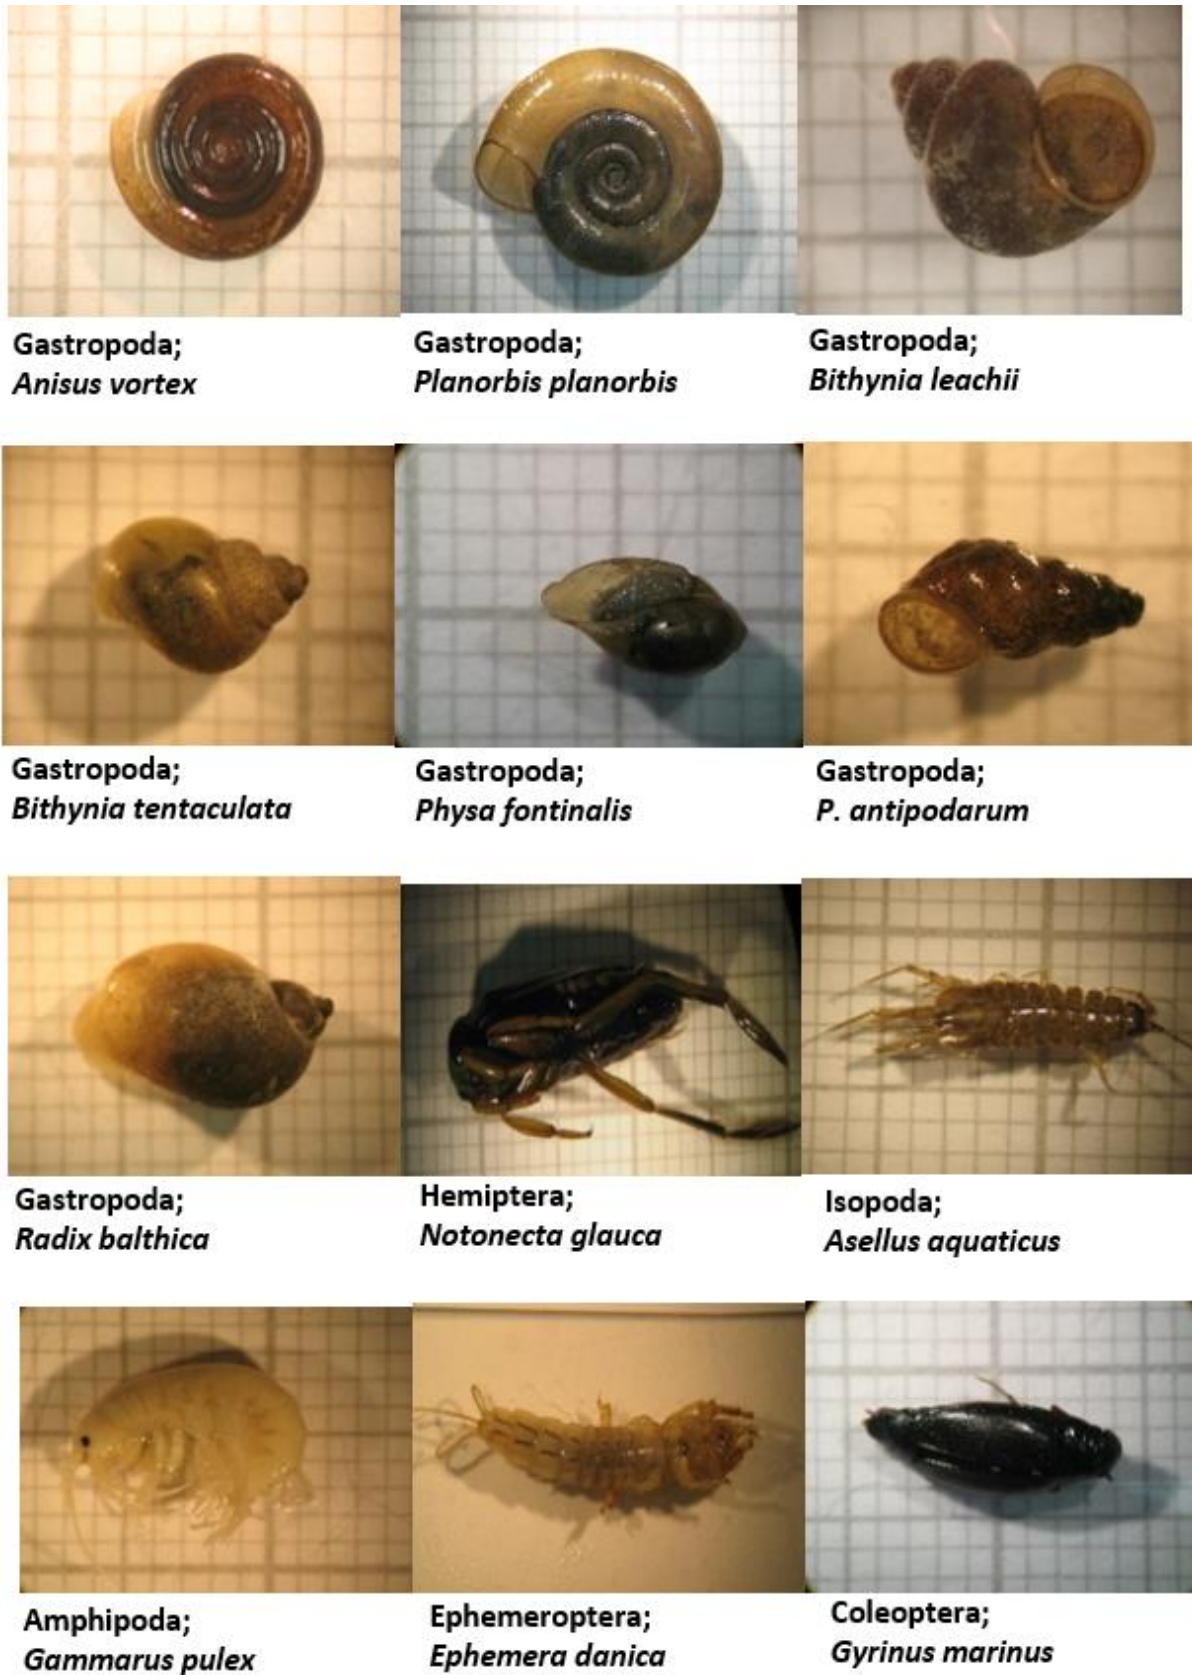 Gastropoda;
Anisus vortex
Gastropoda;
Planorbis planorbis
Gastropoda;
Bithynia leachii
Gastropoda;
Bithynia tentaculata
Gastropoda;
Physa fontinalis
Gastropoda;
P. antipodarum
Gastropoda;
Radix balthica
Hemiptera;
Notonecta glauca
Isopoda;
Asellus aquaticus
Amphipoda;
Gammarus pulex
Ephemeroptera;
Ephemera danica
Coleoptera;
Gyrinus marinus